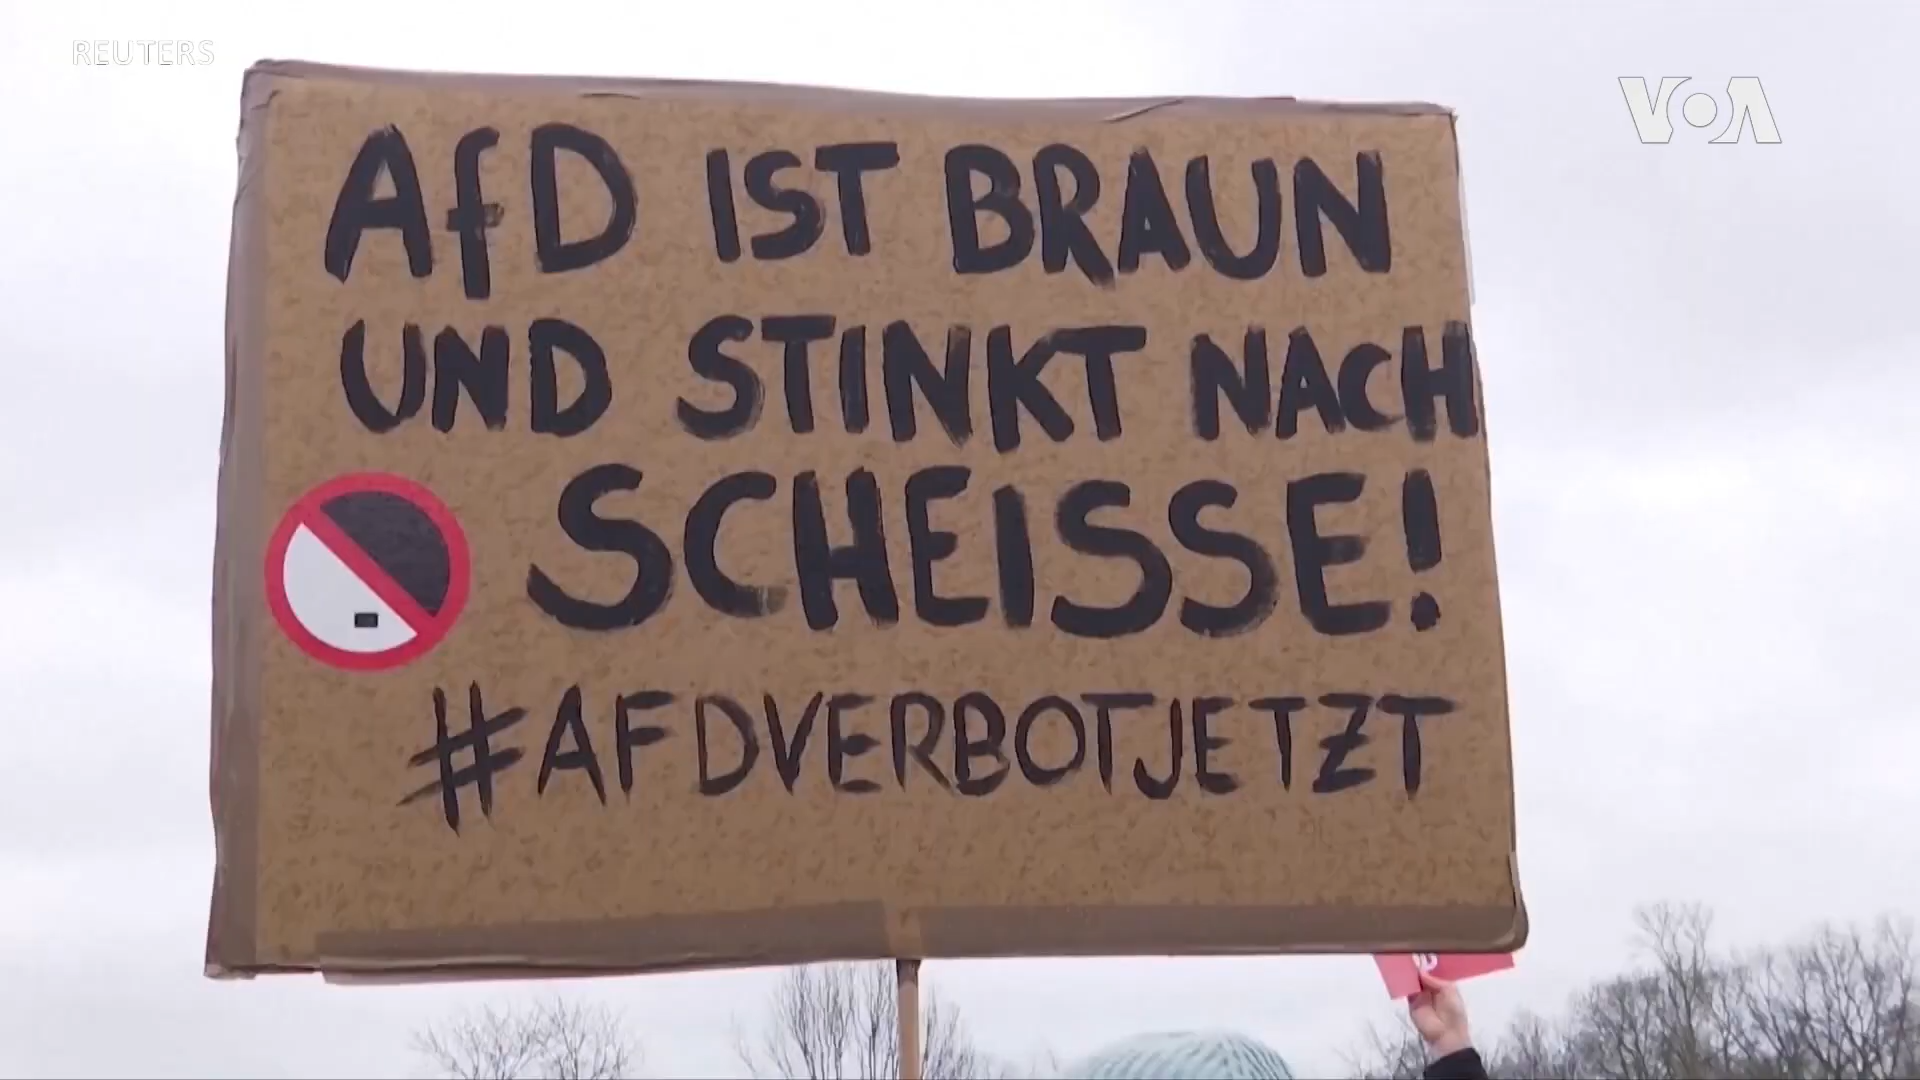 REUTERS
VOA
AfD IST BRAUN
UND STINKT NACH
SCHEISSE!
#AFDVERBOTJETZT